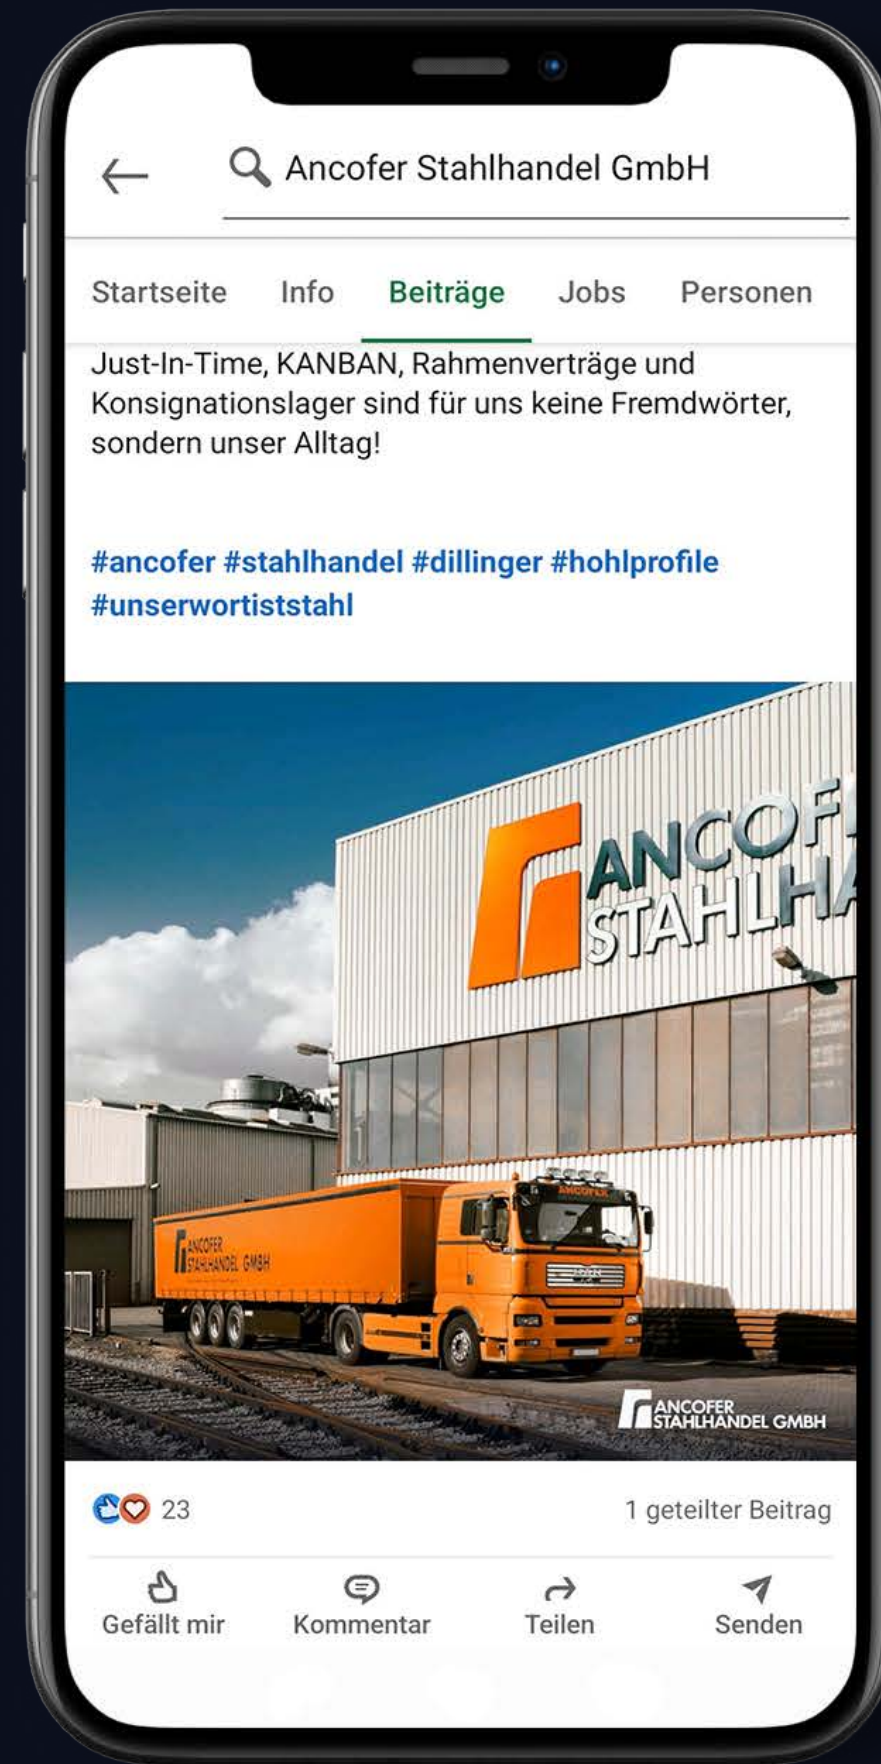 Ancofer Stahlhandel GmbH
Startseite Info Beiträge Jobs Personen
Just-In-Time, KANBAN, Rahmenverträge und
Konsignationslager sind für uns keine Fremdwörter,
sondern unser Alltag!
#ancofer #stahlhandel #dillinger #hohlprofile
#unserwortiststahl
ANCOF
STAHLHA
ANCOFER
ANCOFER
STAHLHANDEL GMBH
MAN
ANCOFER
STAHLHANDEL GMBH
23
1 geteilter Beitrag
Gefällt mir Kommentar Teilen Senden